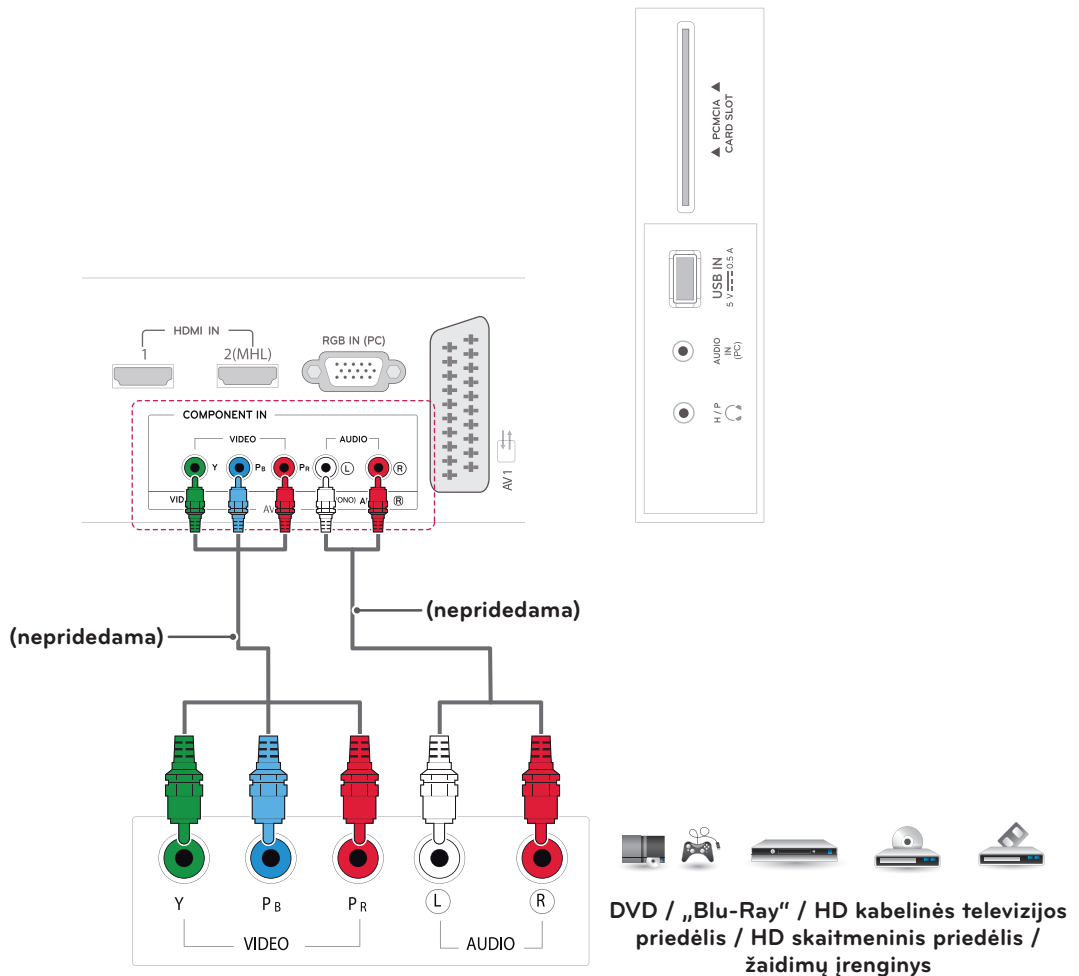 ▲ PCMCIA ▲
CARD SLOT
USB IN
5 V 0.5 A
AUDIO
IN
(PC)
H / P
HDMI IN
1
2(MHL)
RGB IN (PC)
AV 1
COMPONENT IN
VIDEO
AUDIO
Y
PB
PR
L
R
R
(nepridedama)
(nepridedama)
Y
PB
PR
L
R
VIDEO
AUDIO
DVD / „Blu-Ray“ / HD kabelinės televizijos
priedėlis / HD skaitmeninis priedėlis /
žaidimų įrenginys